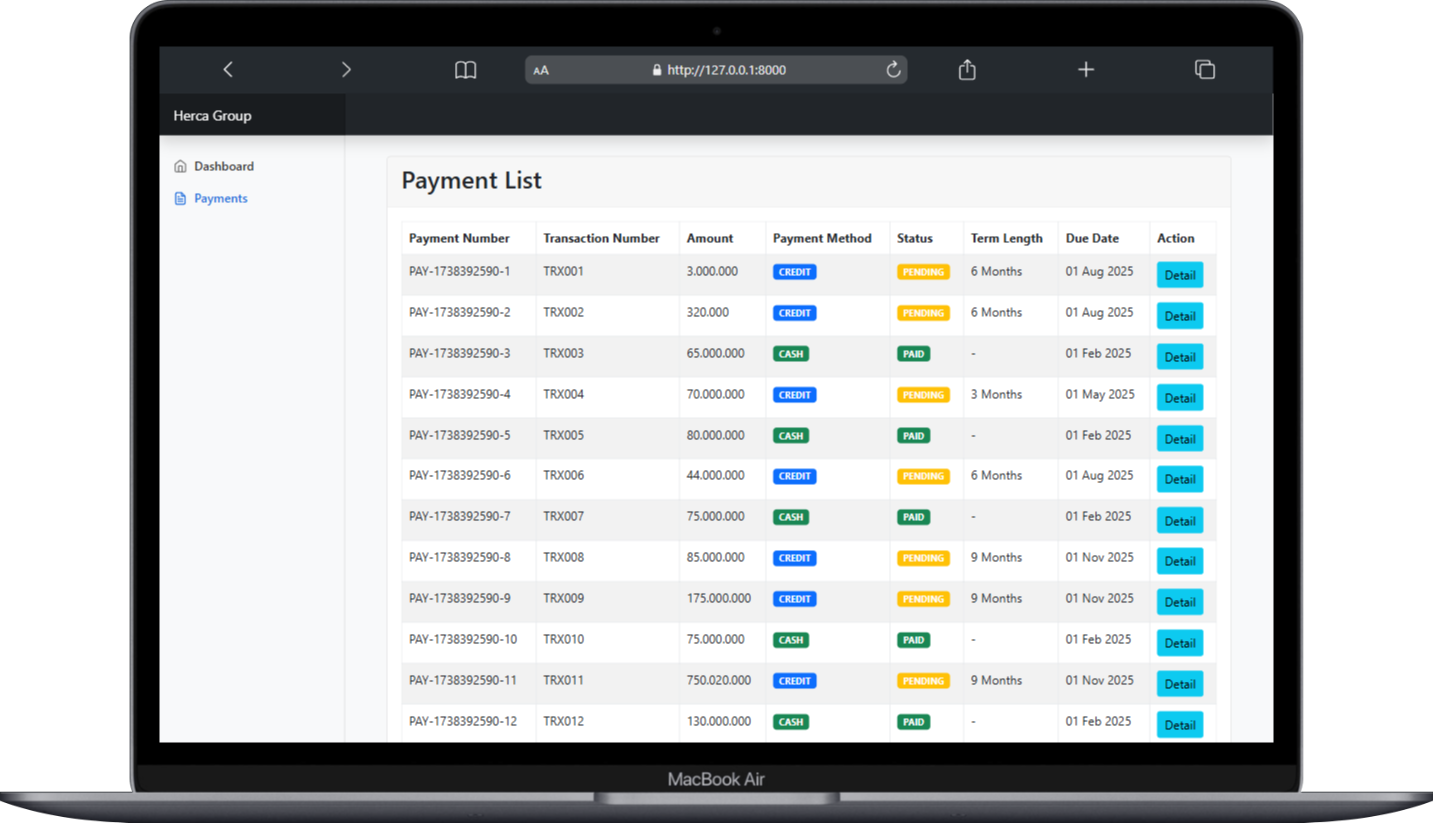 AA http://127.0.0.1:8000
Herca Group
Dashboard
Payments
Payment List
Payment Number Transaction Number Amount Payment Method Status Term Length Due Date Action
PAY-1738392590-1 TRX001 3.000.000 CREDIT PENDING 6 Months 01 Aug 2025 Detail
PAY-1738392590-2 TRX002 320.000 CREDIT PENDING 6 Months 01 Aug 2025 Detail
PAY-1738392590-3 TRX003 65.000.000 CASH PAID - 01 Feb 2025 Detail
PAY-1738392590-4 TRX004 70.000.000 CREDIT PENDING 3 Months 01 May 2025 Detail
PAY-1738392590-5 TRX005 80.000.000 CASH PAID - 01 Feb 2025 Detail
PAY-1738392590-6 TRX006 44.000.000 CREDIT PENDING 6 Months 01 Aug 2025 Detail
PAY-1738392590-7 TRX007 75.000.000 CASH PAID - 01 Feb 2025 Detail
PAY-1738392590-8 TRX008 85.000.000 CREDIT PENDING 9 Months 01 Nov 2025 Detail
PAY-1738392590-9 TRX009 175.000.000 CREDIT PENDING 9 Months 01 Nov 2025 Detail
PAY-1738392590-10 TRX010 75.000.000 CASH PAID - 01 Feb 2025 Detail
PAY-1738392590-11 TRX011 750.020.000 CREDIT PENDING 9 Months 01 Nov 2025 Detail
PAY-1738392590-12 TRX012 130.000.000 CASH PAID - 01 Feb 2025 Detail
MacBook Air